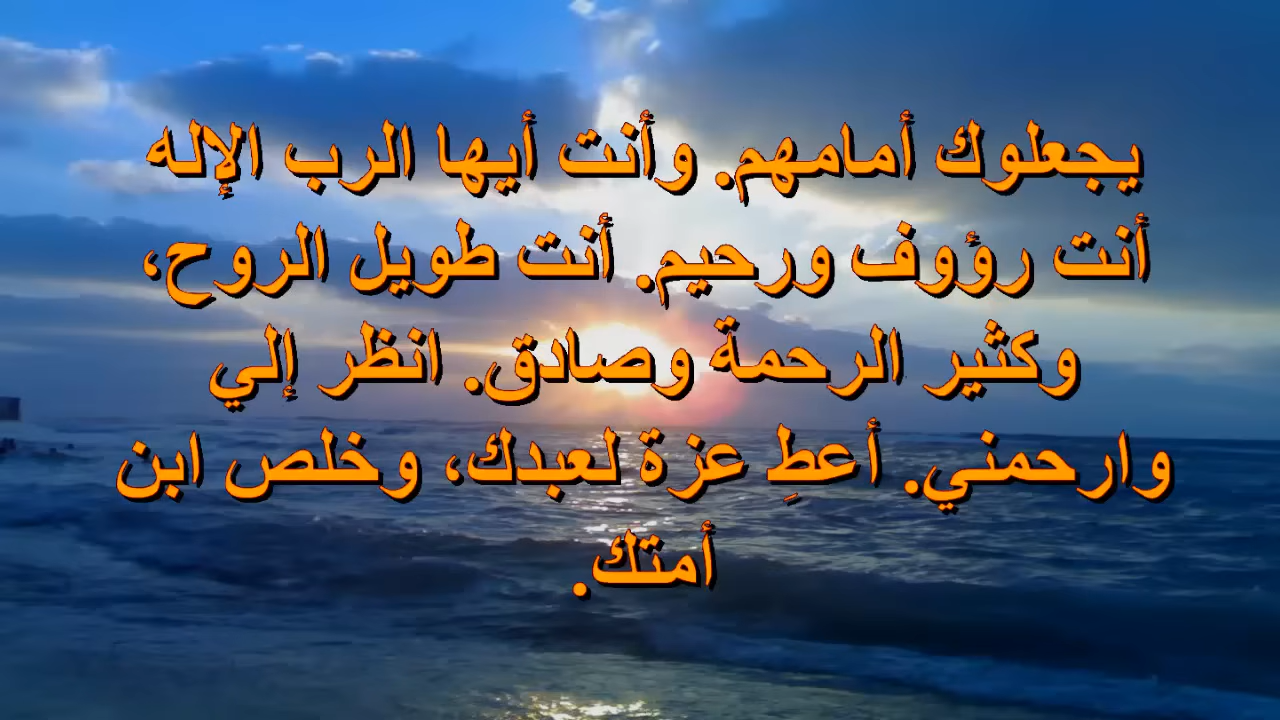 يجعلوك أمامهم. وأنت أيها الرب الإله
أنت رؤوف ورحيم. أنت طويل الروح،
وكثير الرحمة وصادق. انظر إلي
وارحمني. أعطِ عزة لعبدك، وخلص ابن
أمتك.